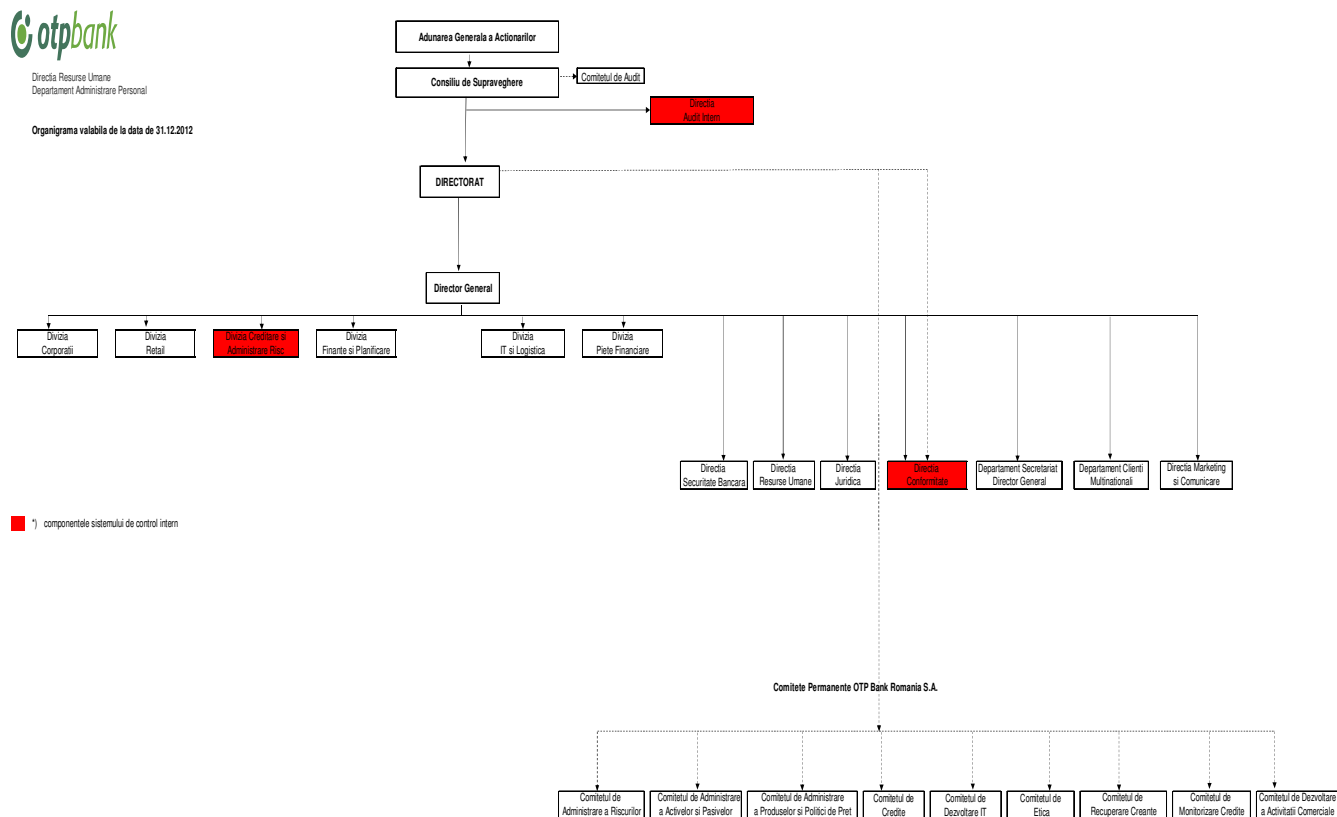 otpbank
Directia Resurse Umane
Departament Administrare Personal
Organigrama valabila de la data de 31.12.2012
Adunarea Generala a Actionarilor
Consiliu de Supraveghere
Comitetul de Audit
Directia
Audit Intern
DIRECTORAT
Director General
Divizia
Corporatii
Divizia
Retail
Divizia Creditare si
Administrare Risc
Divizia
Finante si Planificare
Divizia
IT si Logistica
Divizia
Piete Financiare
Directia
Securitate Bancara
Directia
Resurse Umane
Directia
Juridica
Directia
Conformitate
Departament Secretariat
Director General
Departament Clienti
Multinationali
Directia Marketing
si Comunicare
*) componentele sistemului de control intern
Comitete Permanente OTP Bank Romania S.A.
Comitetul de
Administrare a Riscurilor
Comitetul de Administrare
a Activelor si Pasivelor
Comitetul de Administrare
a Produselor si Politici de Pret
Comitetul de
Credite
Comitetul de
Dezvoltare IT
Comitetul de
Etica
Comitetul de
Recuperare Creante
Comitetul de
Monitorizare Credite
Comitetul de Dezvoltare
a Activitatii Comerciale